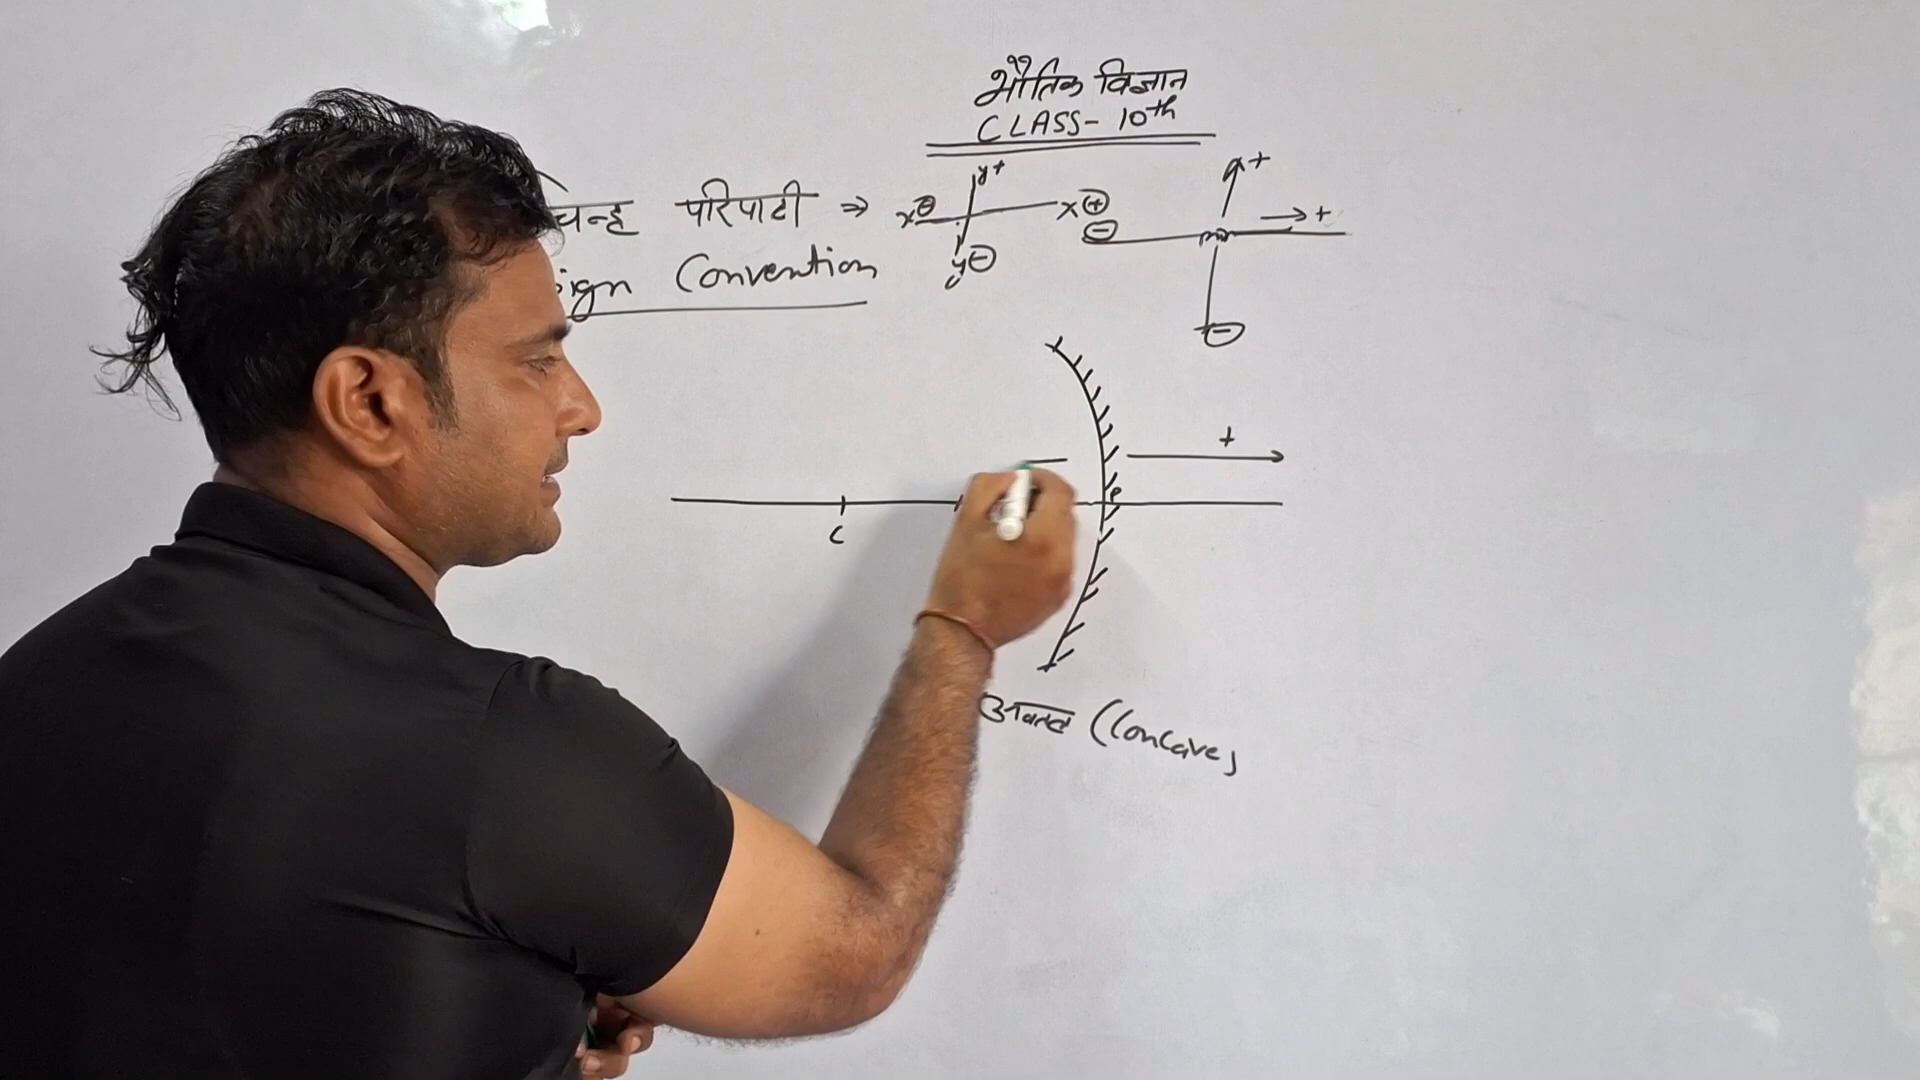 भौतिक विज्ञान
CLASS- 10th
चिन्ह परिपाटी ⇒
Sign Convention
y+
x⊖ x⊕
y⊖
+
⊖ → +
⊖
+
P
C
अवतल (Concave)